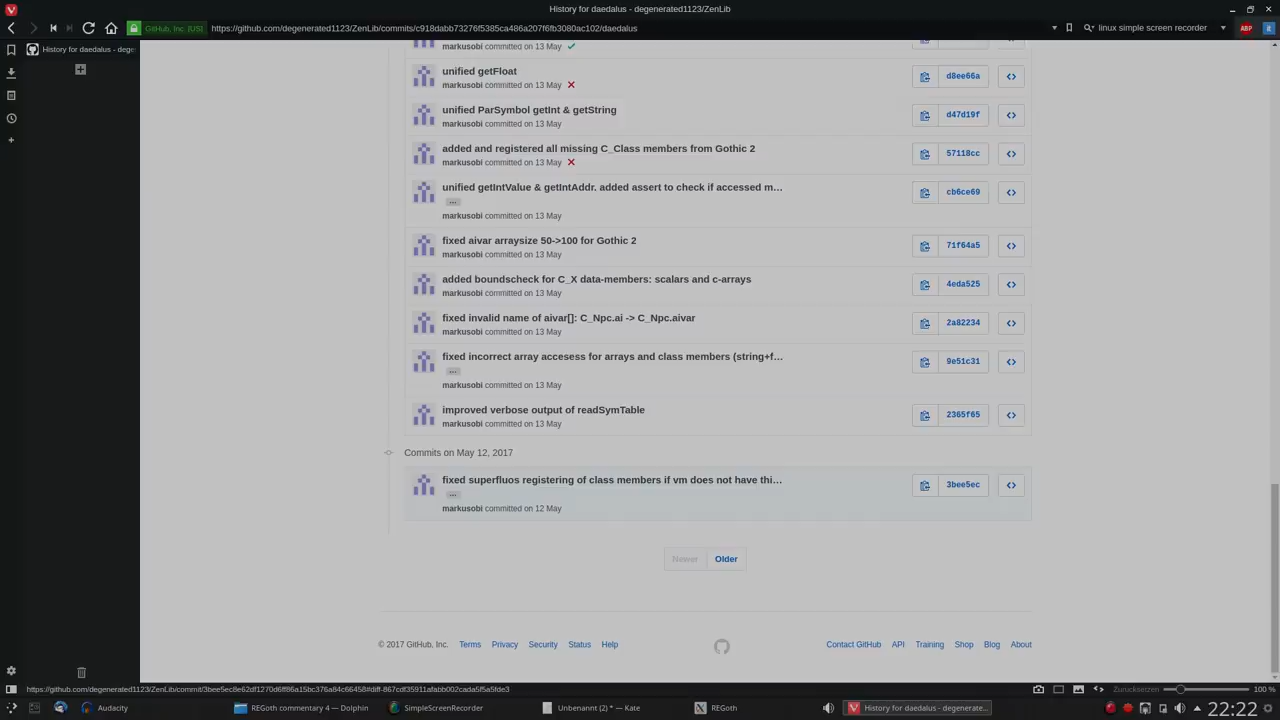 History for daedalus - degenerated1123/ZenLib
GitHub, Inc. [US]
https://github.com/degenerated1123/ZenLib/commits/c918dabb73276f5385ca486a207f6fb3080ac102/daedalus
linux simple screen recorder
ABP
History for daedalus - dege
markusobi committed on 13 May
unified getFloat
markusobi committed on 13 May
d8ee66a
unified ParSymbol getInt & getString
markusobi committed on 13 May
d47d19f
added and registered all missing C_Class members from Gothic 2
markusobi committed on 13 May
57118cc
unified getIntValue & getIntAddr. added assert to check if accessed m…
…
markusobi committed on 13 May
cb6ce69
fixed aivar arraysize 50->100 for Gothic 2
markusobi committed on 13 May
71f64a5
added boundscheck for C_X data-members: scalars and c-arrays
markusobi committed on 13 May
4eda525
fixed invalid name of aivar[]: C_Npc.ai -> C_Npc.aivar
markusobi committed on 13 May
2a82234
fixed incorrect array accesess for arrays and class members (string+f…
…
markusobi committed on 13 May
9e51c31
improved verbose output of readSymTable
markusobi committed on 13 May
2365f65
Commits on May 12, 2017
fixed superfluos registering of class members if vm does not have thi…
…
markusobi committed on 12 May
3bee5ec
Newer Older
© 2017 GitHub, Inc. Terms Privacy Security Status Help
Contact GitHub API Training Shop Blog About
https://github.com/degenerated1123/ZenLib/commit/3bee5ec8e62df1270d6ff86a15bc376a84c66458#diff-867cdf35911afabb002cada5f5a5fde3
Zurücksetzen 100 %
Audacity
REGoth commentary 4 — Dolphin
SimpleScreenRecorder
Unbenannt (2) * — Kate
REGoth
History for daedalus - degenerate...
22:22